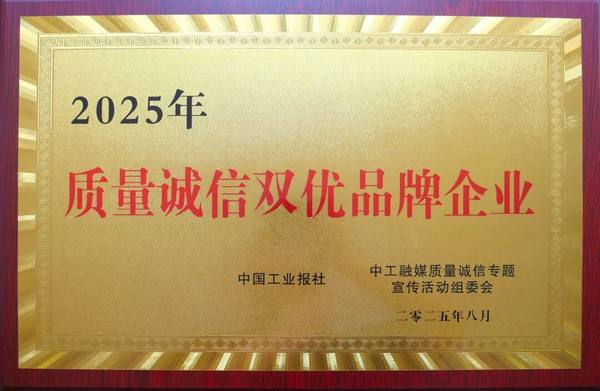 2025年
质量诚信双优品牌企业
中国工业报社
中工融媒质量诚信专题
宣传活动组委会
二零二五年八月